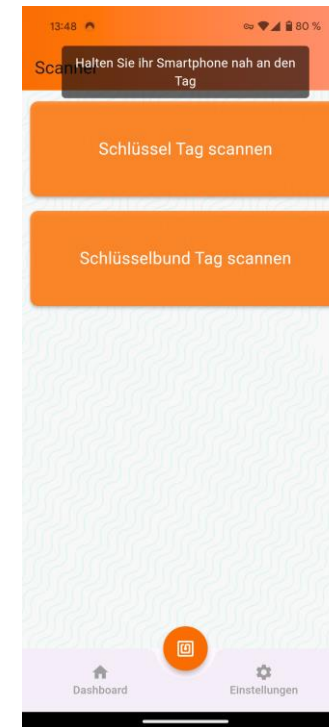 13:48
80 %
Scanner
Halten Sie ihr Smartphone nah an den
Tag
Schlüssel Tag scannen
Schlüsselbund Tag scannen
Dashboard
Einstellungen